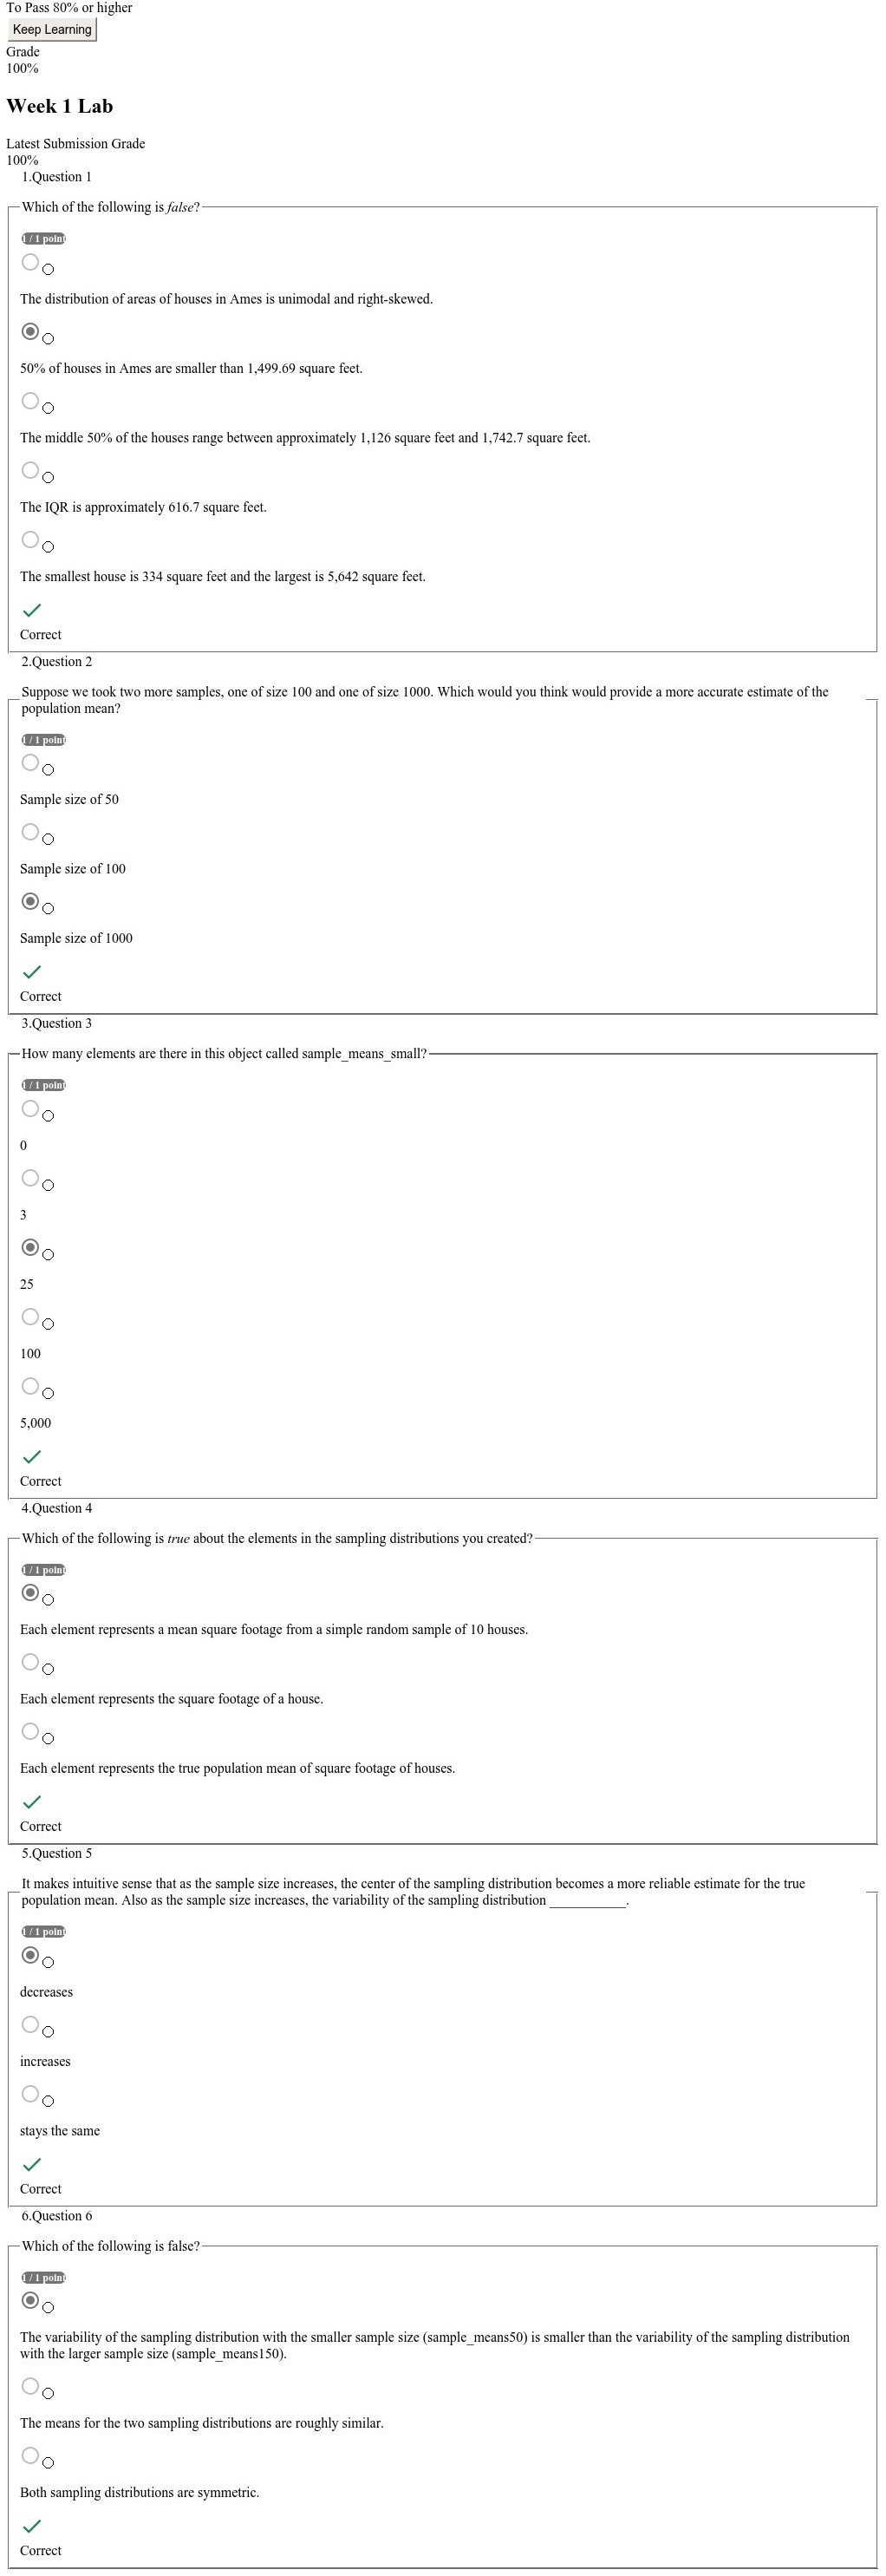 To Pass 80% or higher
Keep Learning
Grade
100%
Week 1 Lab
Latest Submission Grade
100%
1.Question 1
Which of the following is false?
1 / 1 point
The distribution of areas of houses in Ames is unimodal and right-skewed.
50% of houses in Ames are smaller than 1,499.69 square feet.
The middle 50% of the houses range between approximately 1,126 square feet and 1,742.7 square feet.
The IQR is approximately 616.7 square feet.
The smallest house is 334 square feet and the largest is 5,642 square feet.
Correct
2.Question 2
Suppose we took two more samples, one of size 100 and one of size 1000. Which would you think would provide a more accurate estimate of the
population mean?
1 / 1 point
Sample size of 50
Sample size of 100
Sample size of 1000
Correct
3.Question 3
How many elements are there in this object called sample_means_small?
1 / 1 point
0
3
25
100
5,000
Correct
4.Question 4
Which of the following is true about the elements in the sampling distributions you created?
1 / 1 point
Each element represents a mean square footage from a simple random sample of 10 houses.
Each element represents the square footage of a house.
Each element represents the true population mean of square footage of houses.
Correct
5.Question 5
It makes intuitive sense that as the sample size increases, the center of the sampling distribution becomes a more reliable estimate for the true
population mean. Also as the sample size increases, the variability of the sampling distribution ___________.
1 / 1 point
decreases
increases
stays the same
Correct
6.Question 6
Which of the following is false?
1 / 1 point
The variability of the sampling distribution with the smaller sample size (sample_means50) is smaller than the variability of the sampling distribution
with the larger sample size (sample_means150).
The means for the two sampling distributions are roughly similar.
Both sampling distributions are symmetric.
Correct